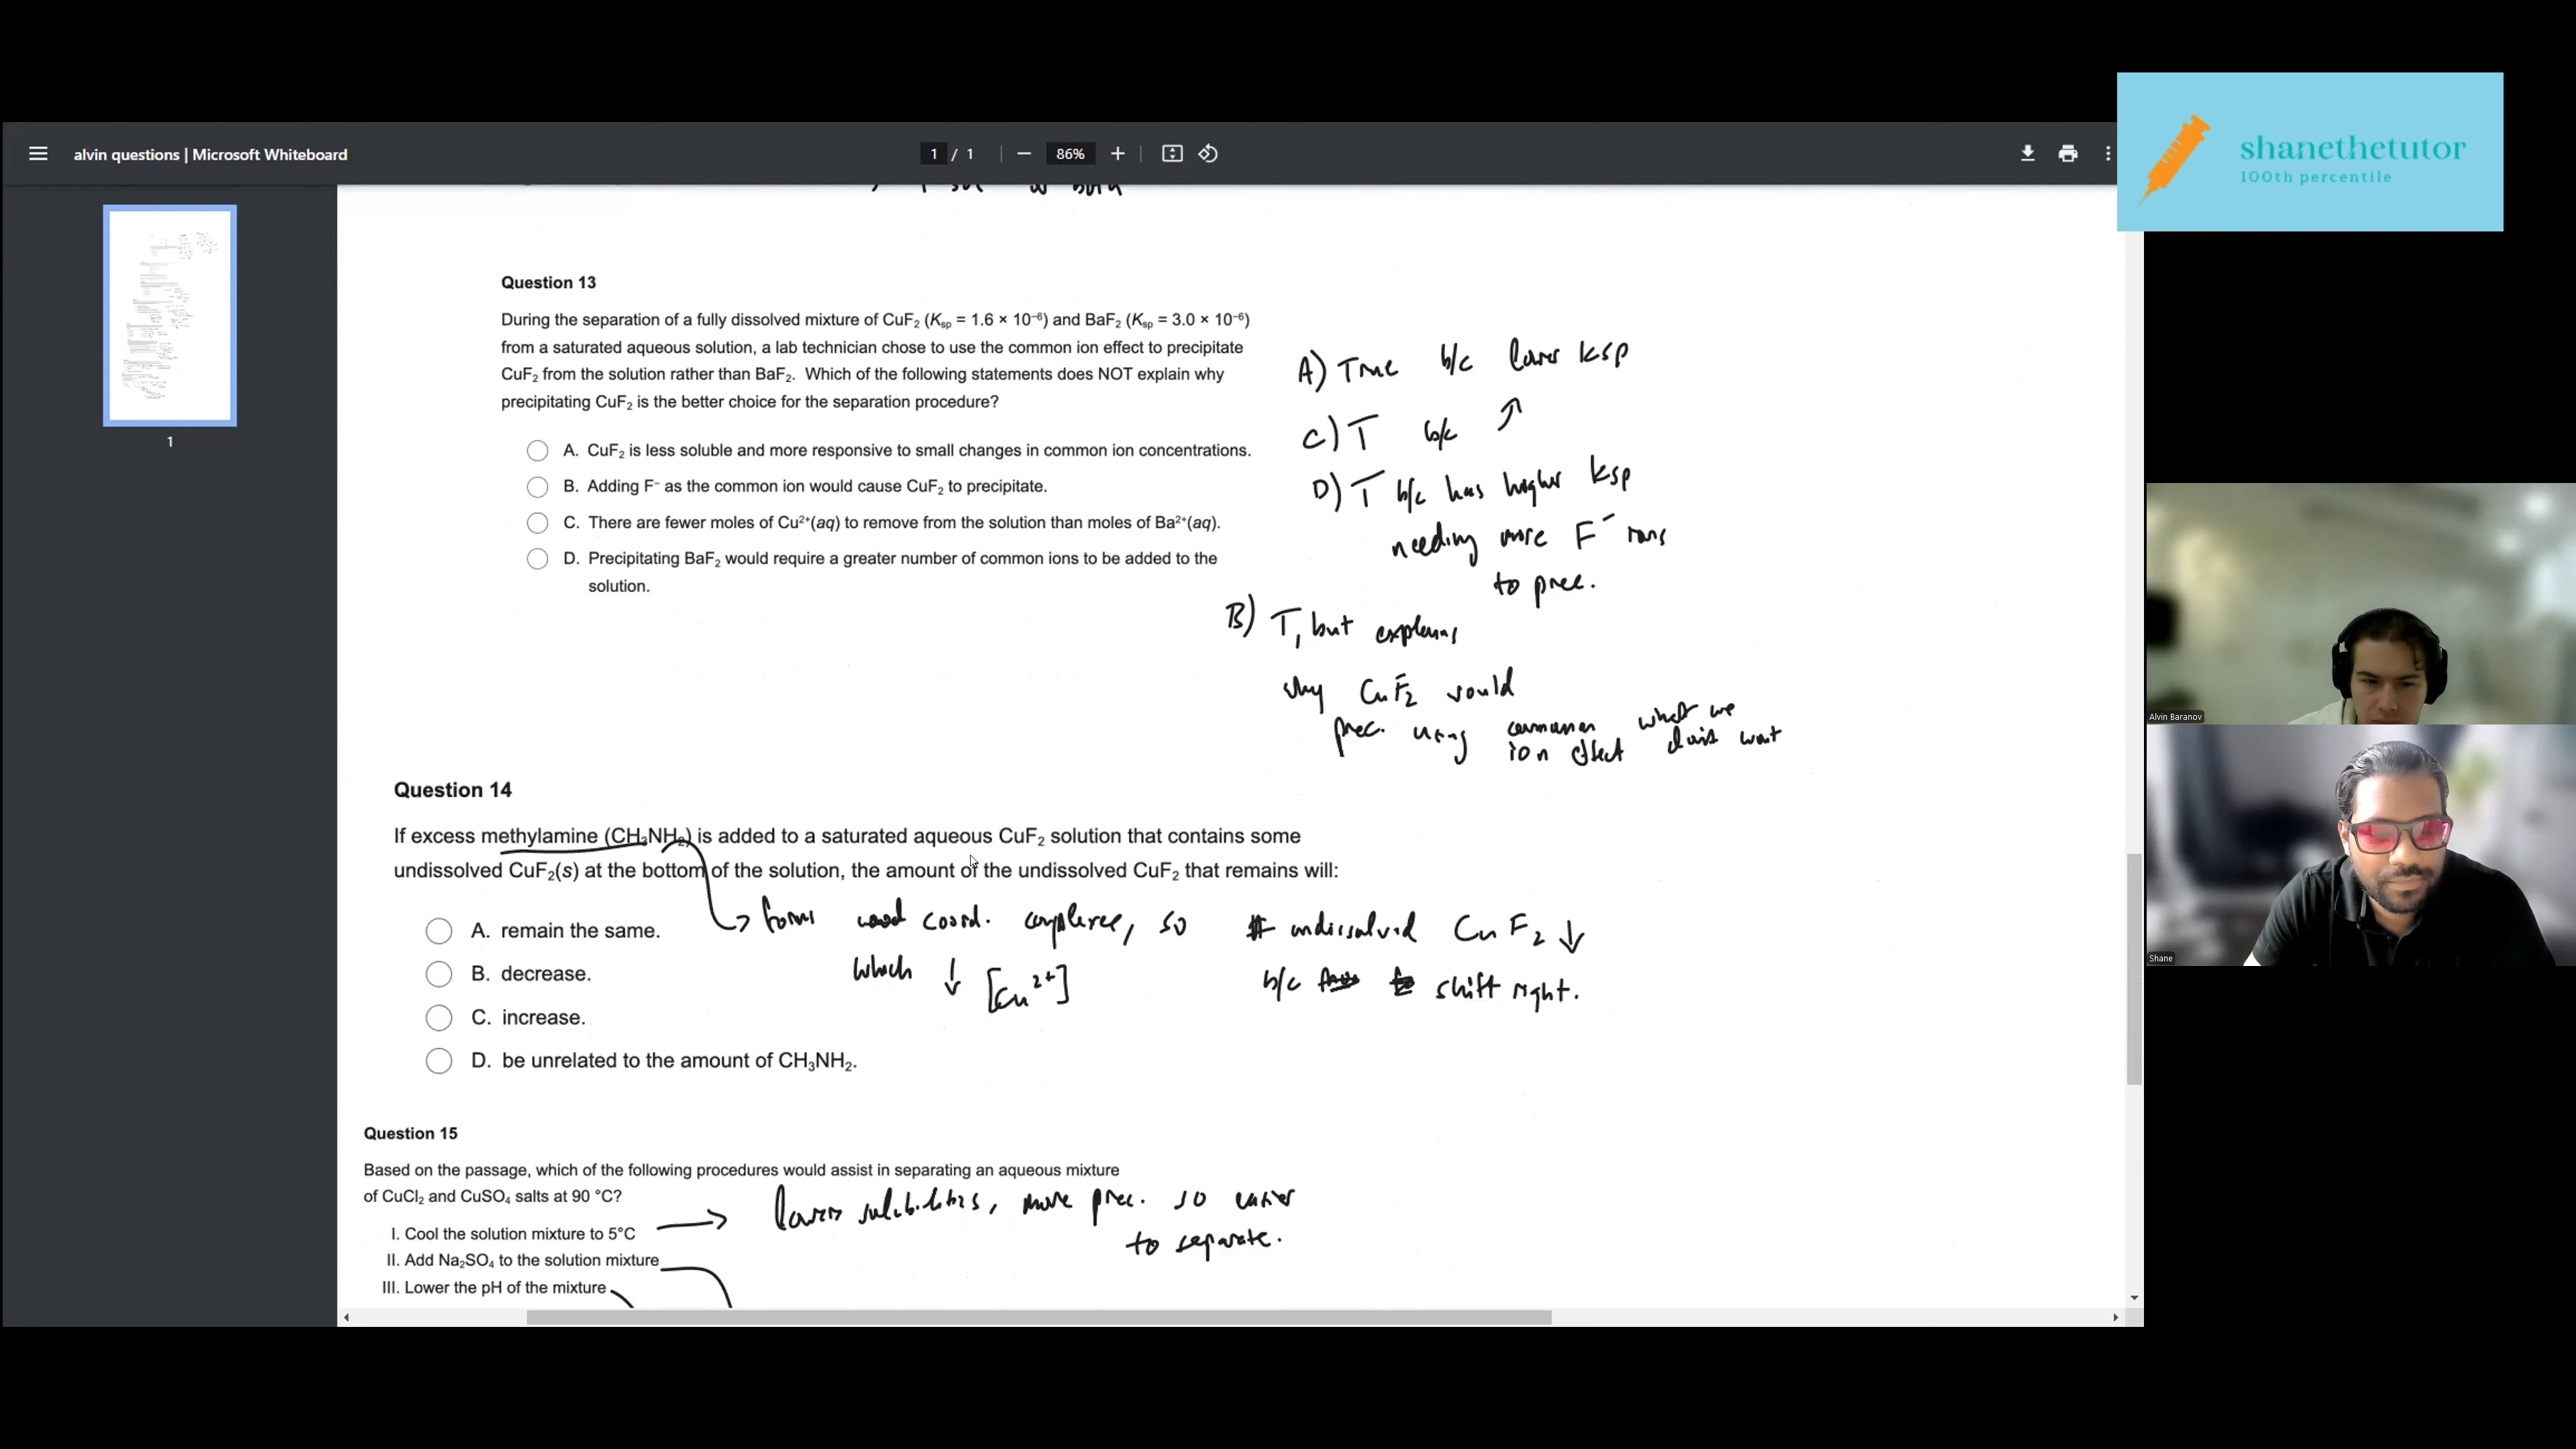 shanethetutor
100th percentile
alvin questions | Microsoft Whiteboard
1 / 1
86%
1
Question 13
During the separation of a fully dissolved mixture of CuF₂ (Kₛₚ = 1.6 × 10⁻⁶) and BaF₂ (Kₛₚ = 3.0 × 10⁻⁶)
from a saturated aqueous solution, a lab technician chose to use the common ion effect to precipitate
CuF₂ from the solution rather than BaF₂. Which of the following statements does NOT explain why
precipitating CuF₂ is the better choice for the separation procedure?
A. CuF₂ is less soluble and more responsive to small changes in common ion concentrations.
B. Adding F⁻ as the common ion would cause CuF₂ to precipitate.
C. There are fewer moles of Cu²⁺(aq) to remove from the solution than moles of Ba²⁺(aq).
D. Precipitating BaF₂ would require a greater number of common ions to be added to the
solution.
A) True b/c lower ksp
C) T b/c ↗
D) T b/c has higher ksp
needing more F⁻ ions
to prec.
B) T, but explains
why CuF₂ would
prec. using common
ion effect
what we
want
Question 14
If excess methylamine (CH₃NH₂) is added to a saturated aqueous CuF₂ solution that contains some
undissolved CuF₂(s) at the bottom of the solution, the amount of the undissolved CuF₂ that remains will:
A. remain the same.
B. decrease.
C. increase.
D. be unrelated to the amount of CH₃NH₂.
forms coord. complexes, so
which ↓ [Cu²⁺]
# undissolved CuF₂ ↓
b/c shift right.
Question 15
Based on the passage, which of the following procedures would assist in separating an aqueous mixture
of CuCl₂ and CuSO₄ salts at 90 °C?
I. Cool the solution mixture to 5°C
II. Add Na₂SO₄ to the solution mixture
III. Lower the pH of the mixture
lowers solubilities, more prec. so easier
to separate.
Alvin Baranov
Shane